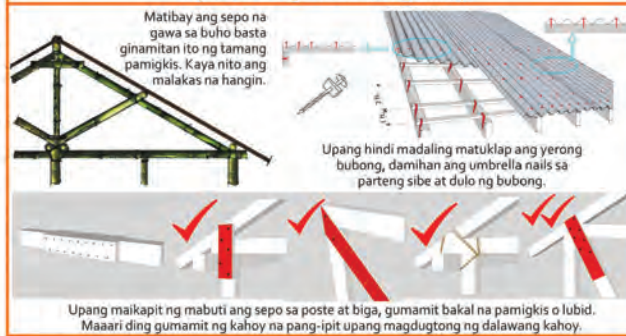 Matibay ang sepo na
gawa sa buho basta
ginamitan ito ng tamang
pamigkis. Kaya nito ang
malakas na hangin.
Upang hindi madaling matuklap ang yerong
bubong, damihan ang umbrella nails sa
parteng sibe at dulo ng bubong.
Upang maikapit ng mabuti ang sepo sa poste at biga, gumamit bakal na pamigkis o lubid.
Maaari ding gumamit ng kahoy na pang-ipit upang magdugtong ng dalawang kahoy.